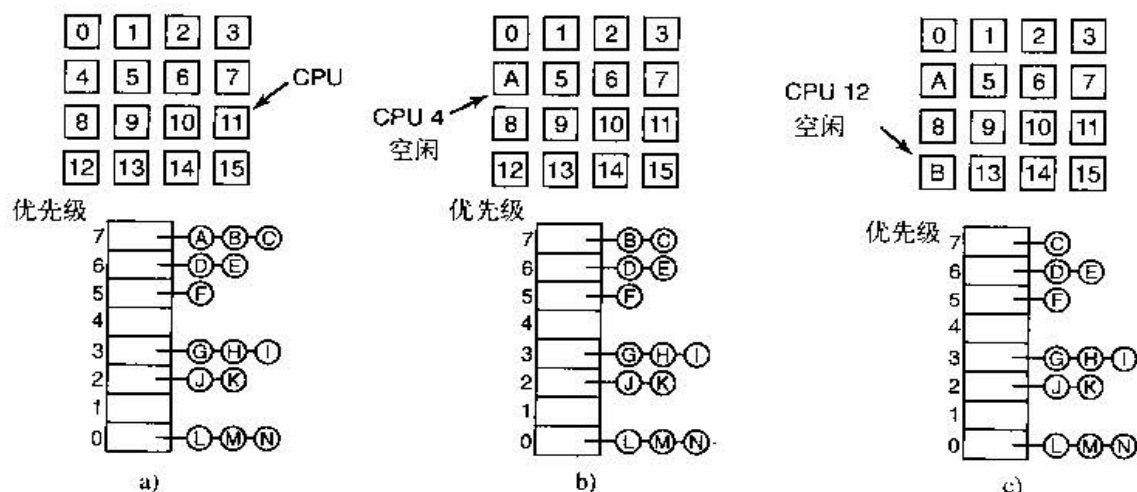 0 1 2 3
4 5 6 7
CPU
8 9 10 11
12 13 14 15
优先级
7 A B C
6 D E
5 F
4
3 G H I
2 J K
1
0 L M N
a)
0 1 2 3
A 5 6 7
CPU 4
空闲
8 9 10 11
12 13 14 15
优先级
7 B C
6 D E
5 F
4
3 G H I
2 J K
1
0 L M N
b)
0 1 2 3
A 5 6 7
CPU 12
空闲
8 9 10 11
B 13 14 15
优先级
7 C
6 D E
5 F
4
3 G H I
2 J K
1
0 L M N
c)